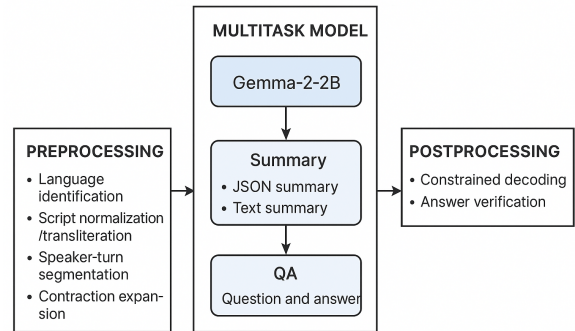 PREPROCESSING
• Language
identification
• Script normalization
/transliteration
• Speaker-turn
segmentation
• Contraction expan-
sion
MULTITASK MODEL
Gemma-2-2B
Summary
• JSON summary
• Text summary
QA
Question and answer
POSTPROCESSING
• Constrained decoding
• Answer verification